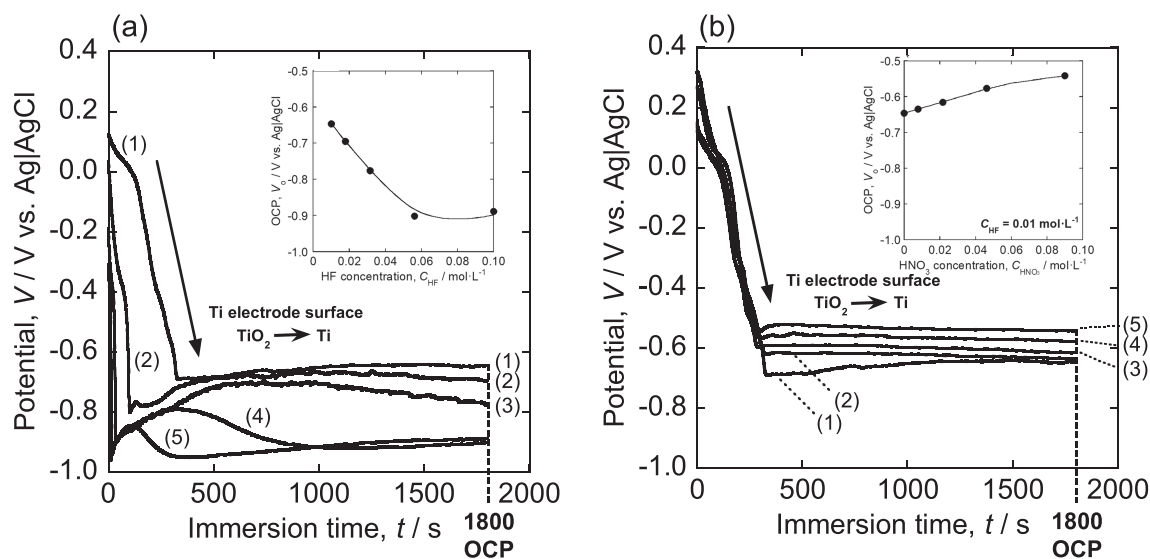 (a)
0.4
0.2
0.0
-0.2
-0.4
-0.6
-0.8
-1.0
Potential, V / V vs. Ag|AgCl
0
500
1000
1500
2000
1800
OCP
Immersion time, t / s
(1)
(2)
(4)
(5)
(1)
(2)
(3)
Ti electrode surface
TiO2 → Ti
-0.5
-0.6
-0.7
-0.8
-0.9
-1.0
OCP, Vo / V vs. Ag|AgCl
0 0.02 0.04 0.06 0.08 0.10
HF concentration, CHF / mol·L-1
(b)
0.4
0.2
0.0
-0.2
-0.4
-0.6
-0.8
-1.0
Potential, V / V vs. Ag|AgCl
0
500
1000
1500
2000
1800
OCP
Immersion time, t / s
(1)
(2)
(5)
(4)
(3)
Ti electrode surface
TiO2 → Ti
-0.5
-0.6
-0.7
-0.8
-0.9
-1.0
OCP, Vo / V vs. Ag|AgCl
CHF = 0.01 mol·L-1
0 0.02 0.04 0.06 0.08 0.10
HNO3 concentration, CHNO3 / mol·L-1